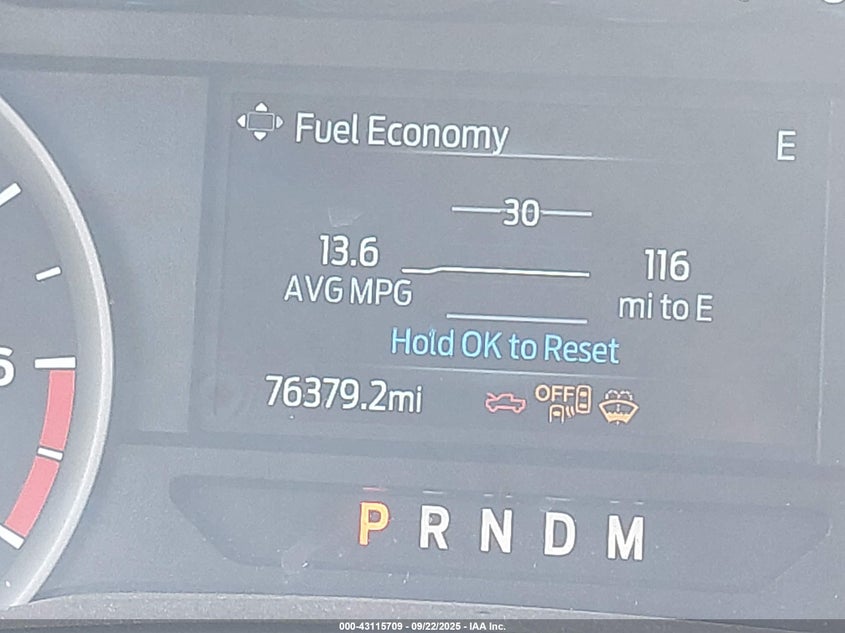 Fuel Economy
E
30
13.6
AVG MPG
116
mi to E
Hold OK to Reset
76379.2mi
OFF
6
P R N D M
000-43115709 - 09/22/2025 - IAA Inc.